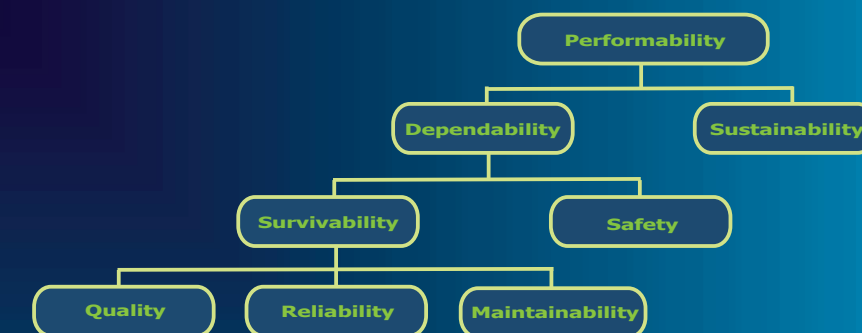 Performability
Dependability
Sustainability
Survivability
Safety
Quality
Reliability
Maintainability